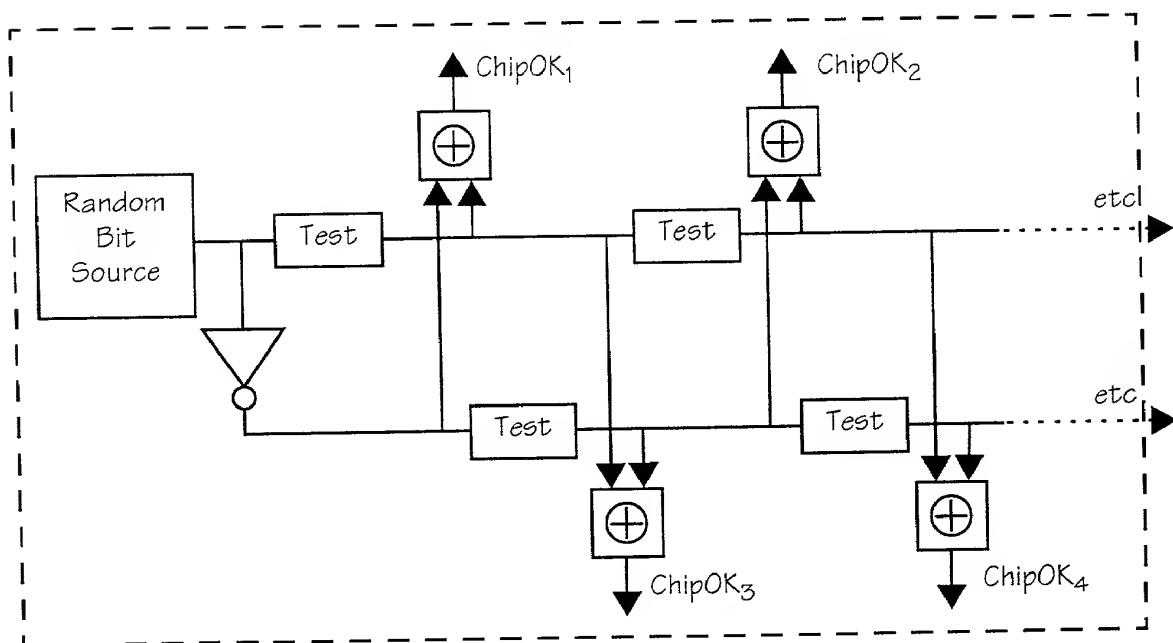 ChipOK1
ChipOK2
Random
Bit
Source
Test
Test
etc
Test
Test
etc
ChipOK3
ChipOK4